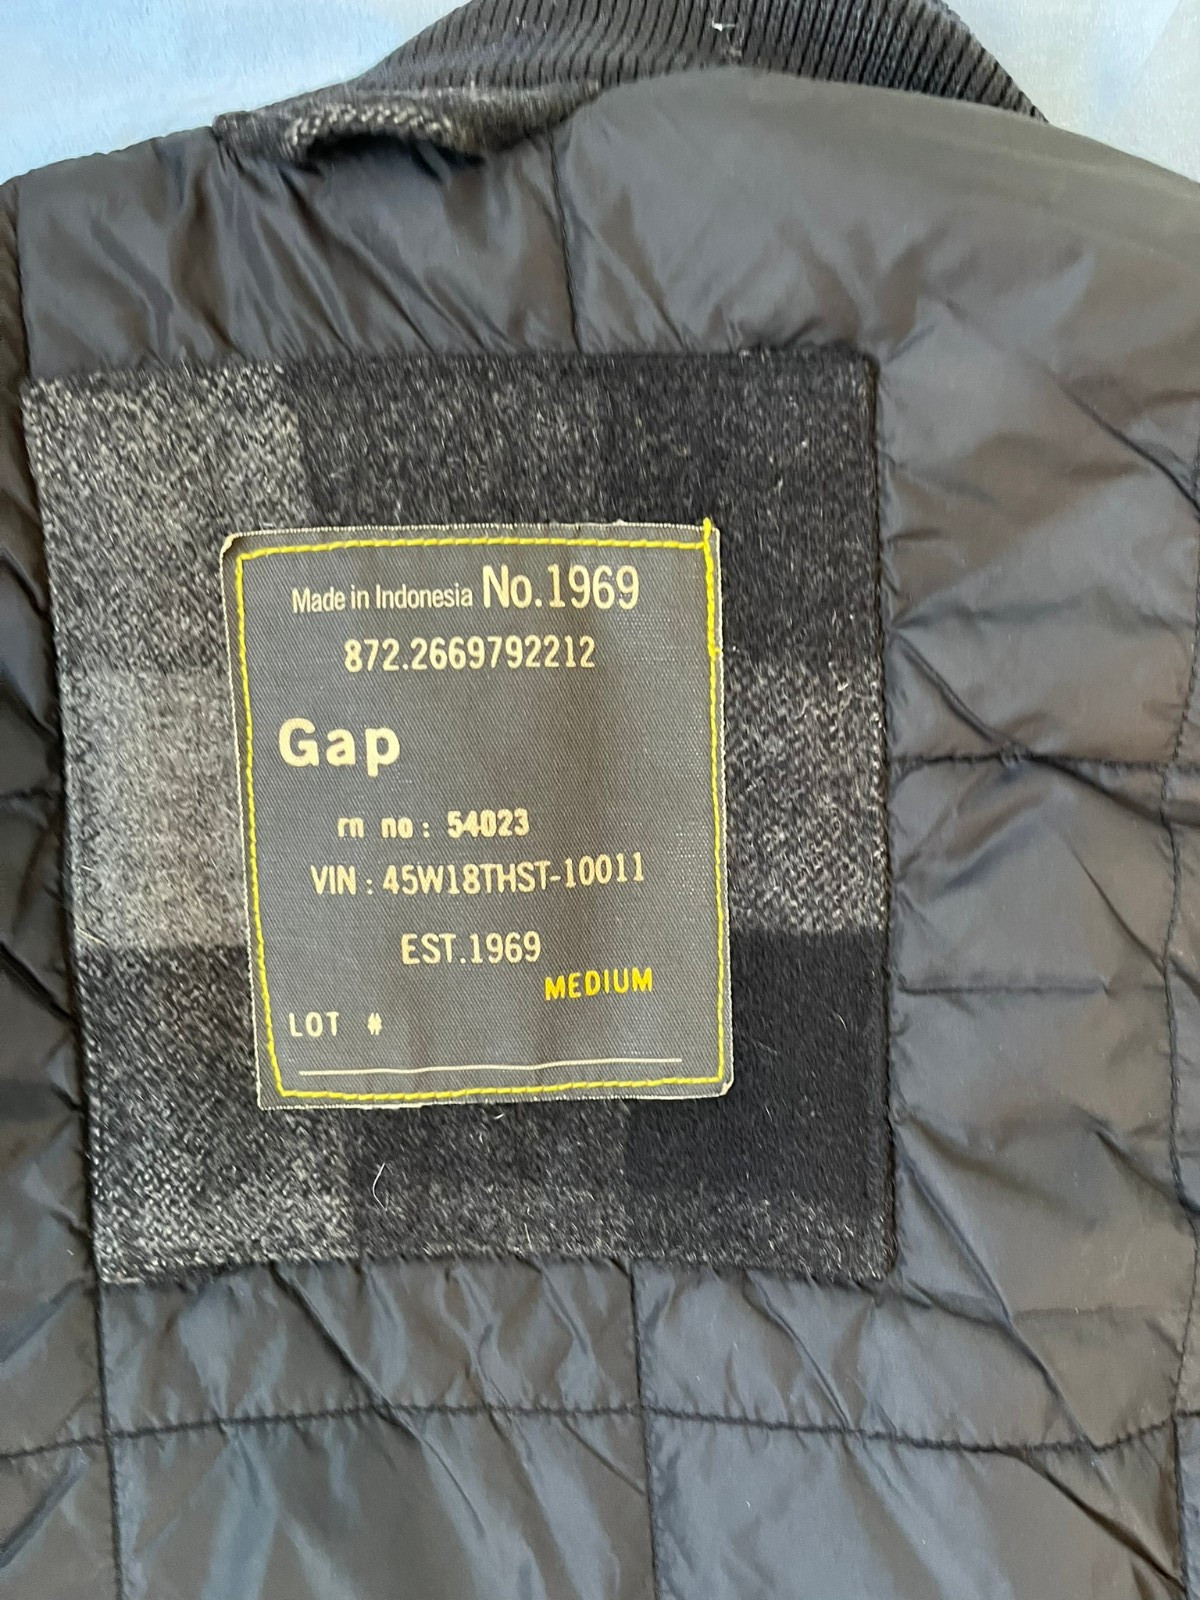 Made in Indonesia No.1969
872.2669792212
Gap
rn no : 54023
VIN : 45W18THST-10011
EST.1969
MEDIUM
LOT #